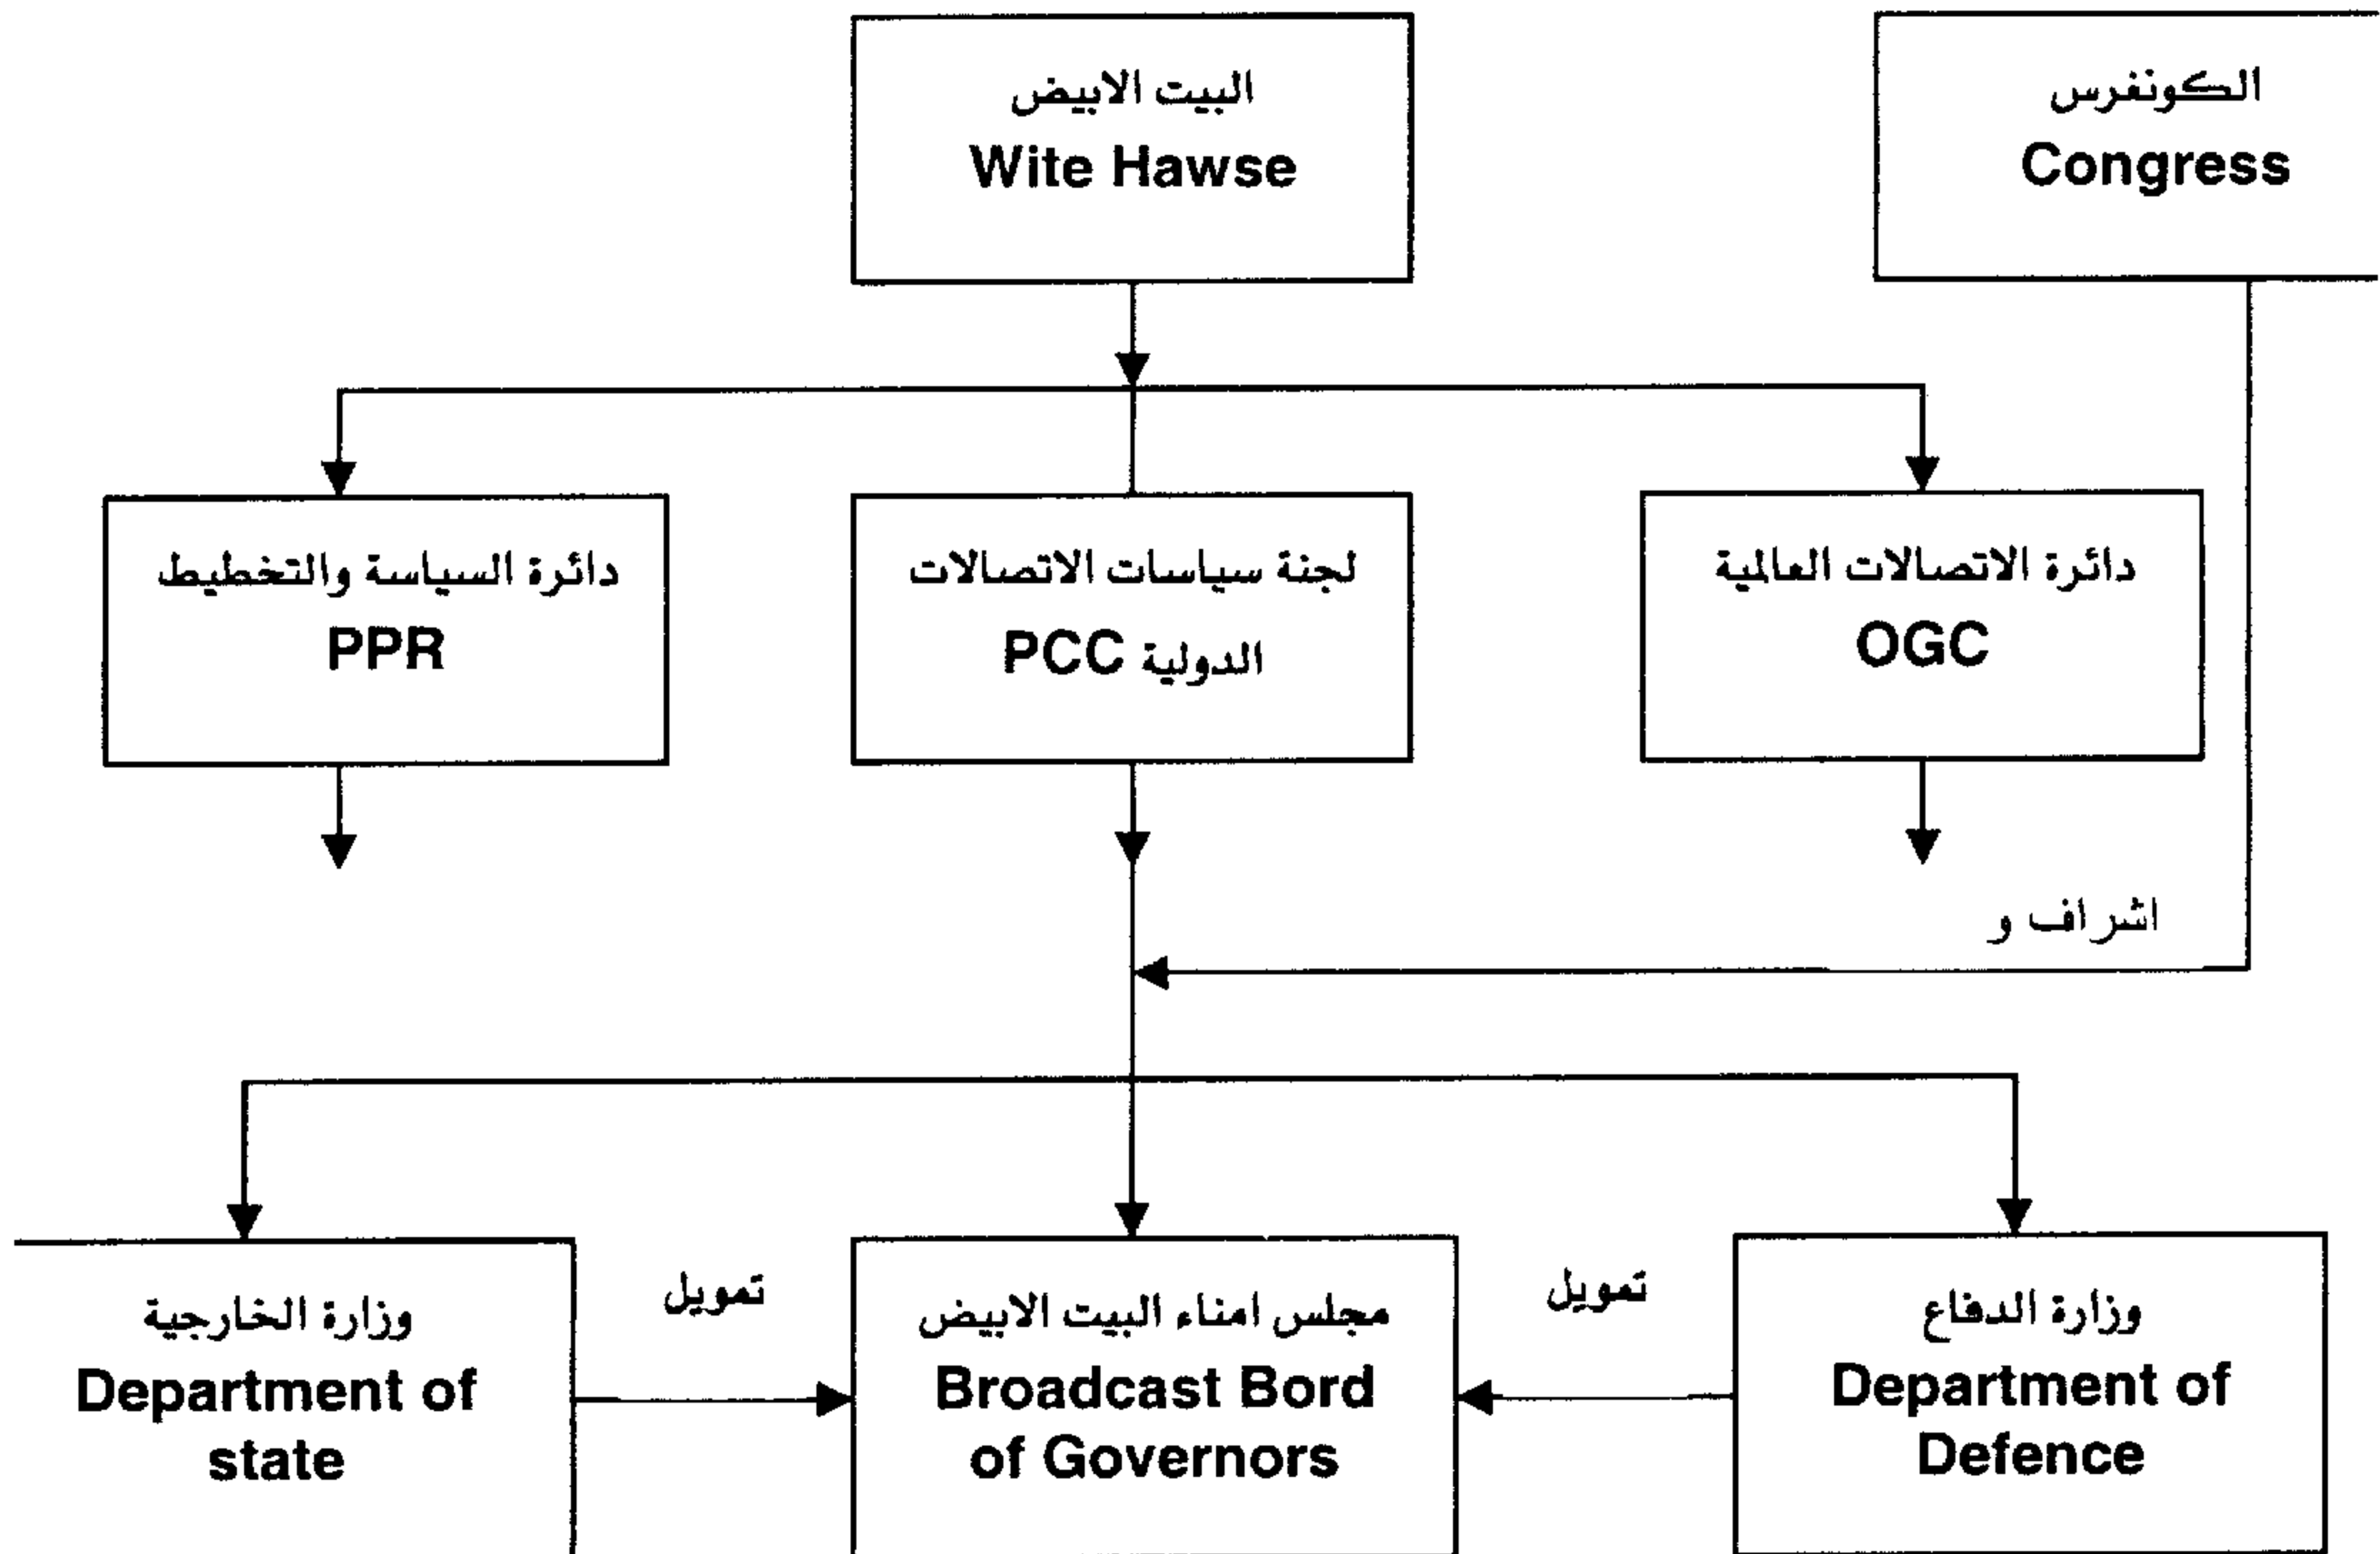 البيت الابيض
Wite Hawse
الكونغرس
Congress
دائرة السياسة والتخطيط
PPR
لجنة سياسات الاتصالات
الدولية PCC
دائرة الاتصالات العالمية
OGC
اشراف و
وزارة الخارجية
Department of
state
تمويل
مجلس امناء البيت الابيض
Broadcast Bord
of Governors
تمويل
وزارة الدفاع
Department of
Defence